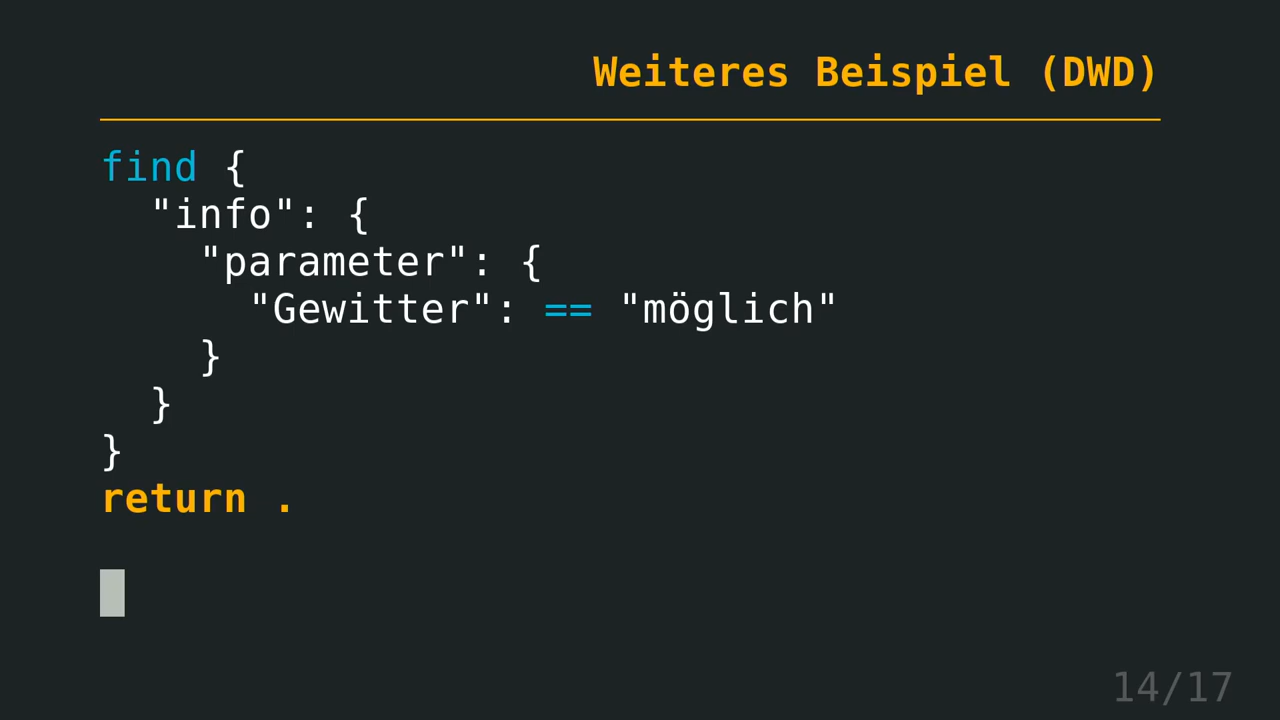 Weiteres Beispiel (DWD)
find {
  "info": {
    "parameter": {
      "Gewitter": == "möglich"
    }
  }
}
return .
14/17